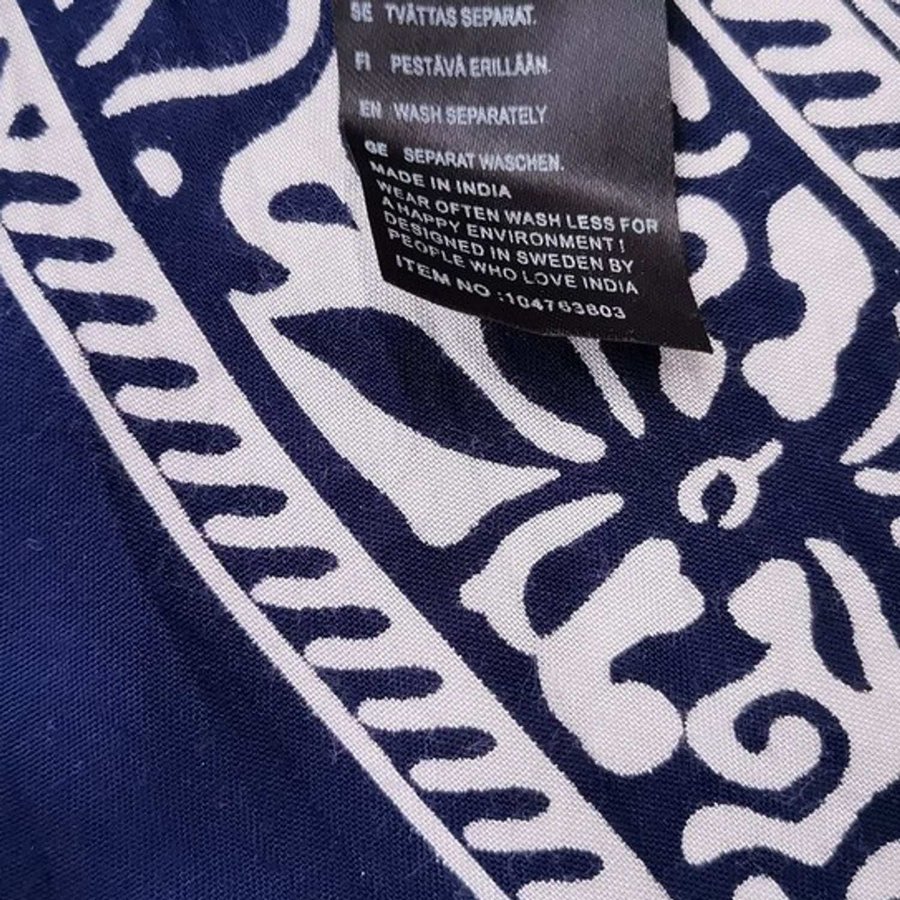 SE TVÄTTAS SEPARAT.
FI PESTÄVÄ ERILLÄÄN.
EN WASH SEPARATELY
GE SEPARAT WASCHEN.
MADE IN INDIA
WEAR OFTEN WASH LESS FOR
A HAPPY ENVIRONMENT !
DESIGNED IN SWEDEN BY
PEOPLE WHO LOVE INDIA
ITEM NO :104763803